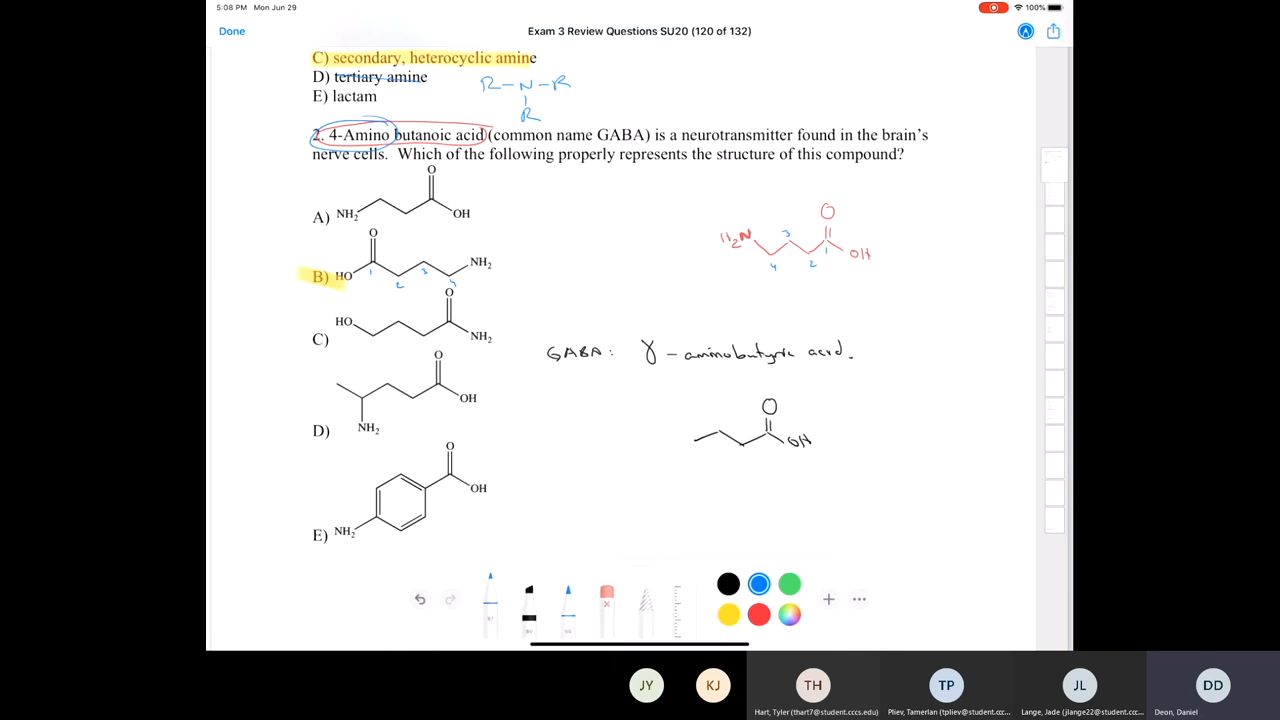 5:08 PM Mon Jun 29
100%
Done
Exam 3 Review Questions SU20 (120 of 132)
C) secondary, heterocyclic amine
D) tertiary amine
R-N-R
R
E) lactam
2. 4-Amino butanoic acid (common name GABA) is a neurotransmitter found in the brain's
nerve cells. Which of the following properly represents the structure of this compound?
O
A) NH2 OH
O
H2N 3 OH
4 2 1
O
B) HO NH2
1 2 3 4
O
C) HO NH2
GABA: γ - aminobutyric acid.
O
OH
D) NH2
O
OH
O
OH
E) NH2
JY KJ TH TP JL DD
Hart, Tyler (thart7@student.cccs.edu) Pliev, Tamerlan (tpliev@student.ccc... Lange, Jade (jlange22@student.ccc... Deon, Daniel